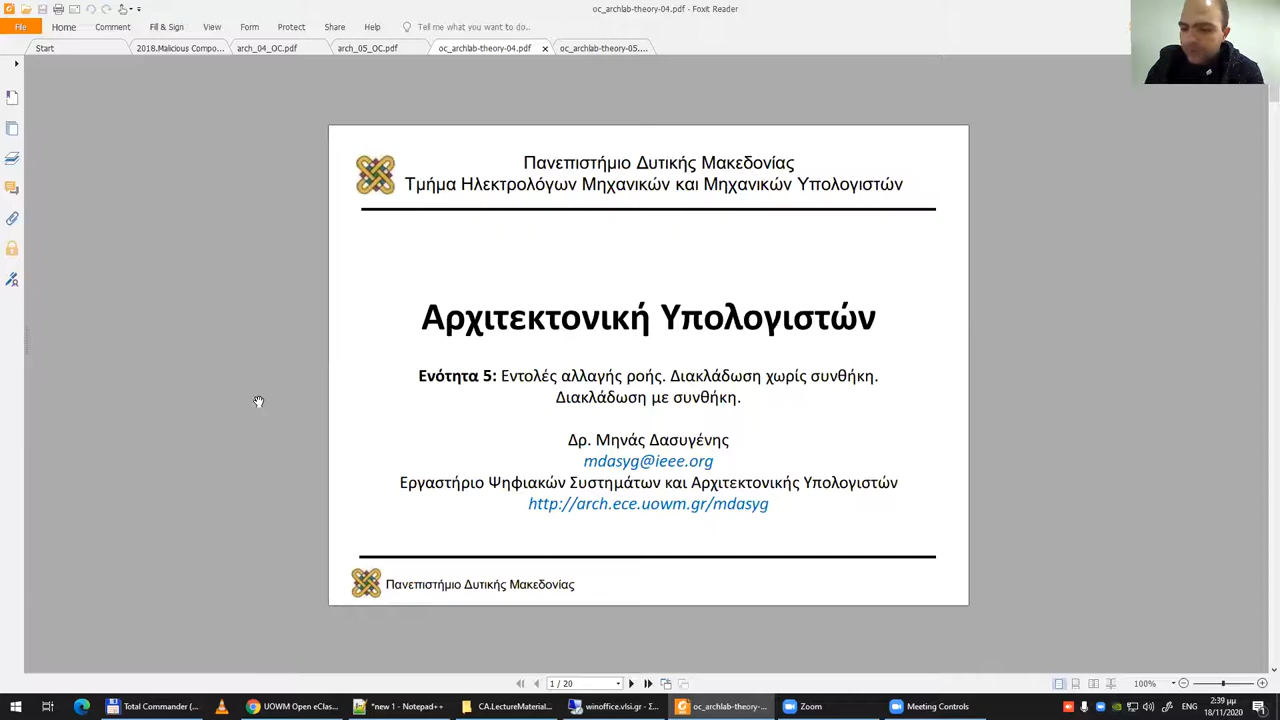 oc_archlab-theory-04.pdf - Foxit Reader
File Home Comment Fill & Sign View Form Protect Share Help Tell me what you want to do..
Start 2018.Malicious Compo... arch_04_OC.pdf arch_05_OC.pdf oc_archlab-theory-04.pdf oc_archlab-theory-05....
Πανεπιστήμιο Δυτικής Μακεδονίας
Τμήμα Ηλεκτρολόγων Μηχανικών και Μηχανικών Υπολογιστών
Αρχιτεκτονική Υπολογιστών
Ενότητα 5: Εντολές αλλαγής ροής. Διακλάδωση χωρίς συνθήκη.
Διακλάδωση με συνθήκη.
Δρ. Μηνάς Δασυγένης
mdasyg@ieee.org
Εργαστήριο Ψηφιακών Συστημάτων και Αρχιτεκτονικής Υπολογιστών
http://arch.ece.uowm.gr/mdasyg
Πανεπιστήμιο Δυτικής Μακεδονίας
1 / 20
100%
Total Commander (... UOWM Open eClass... *new 1 - Notepad++ CA.LectureMaterial... winoffice.vlsi.gr - Σ... oc_archlab-theory-... Zoom Meeting Controls
2:39 μμ
18/11/2020